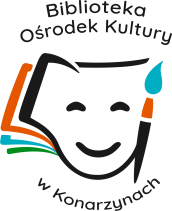 Biblioteka
Ośrodek Kultury
w Konarzynach